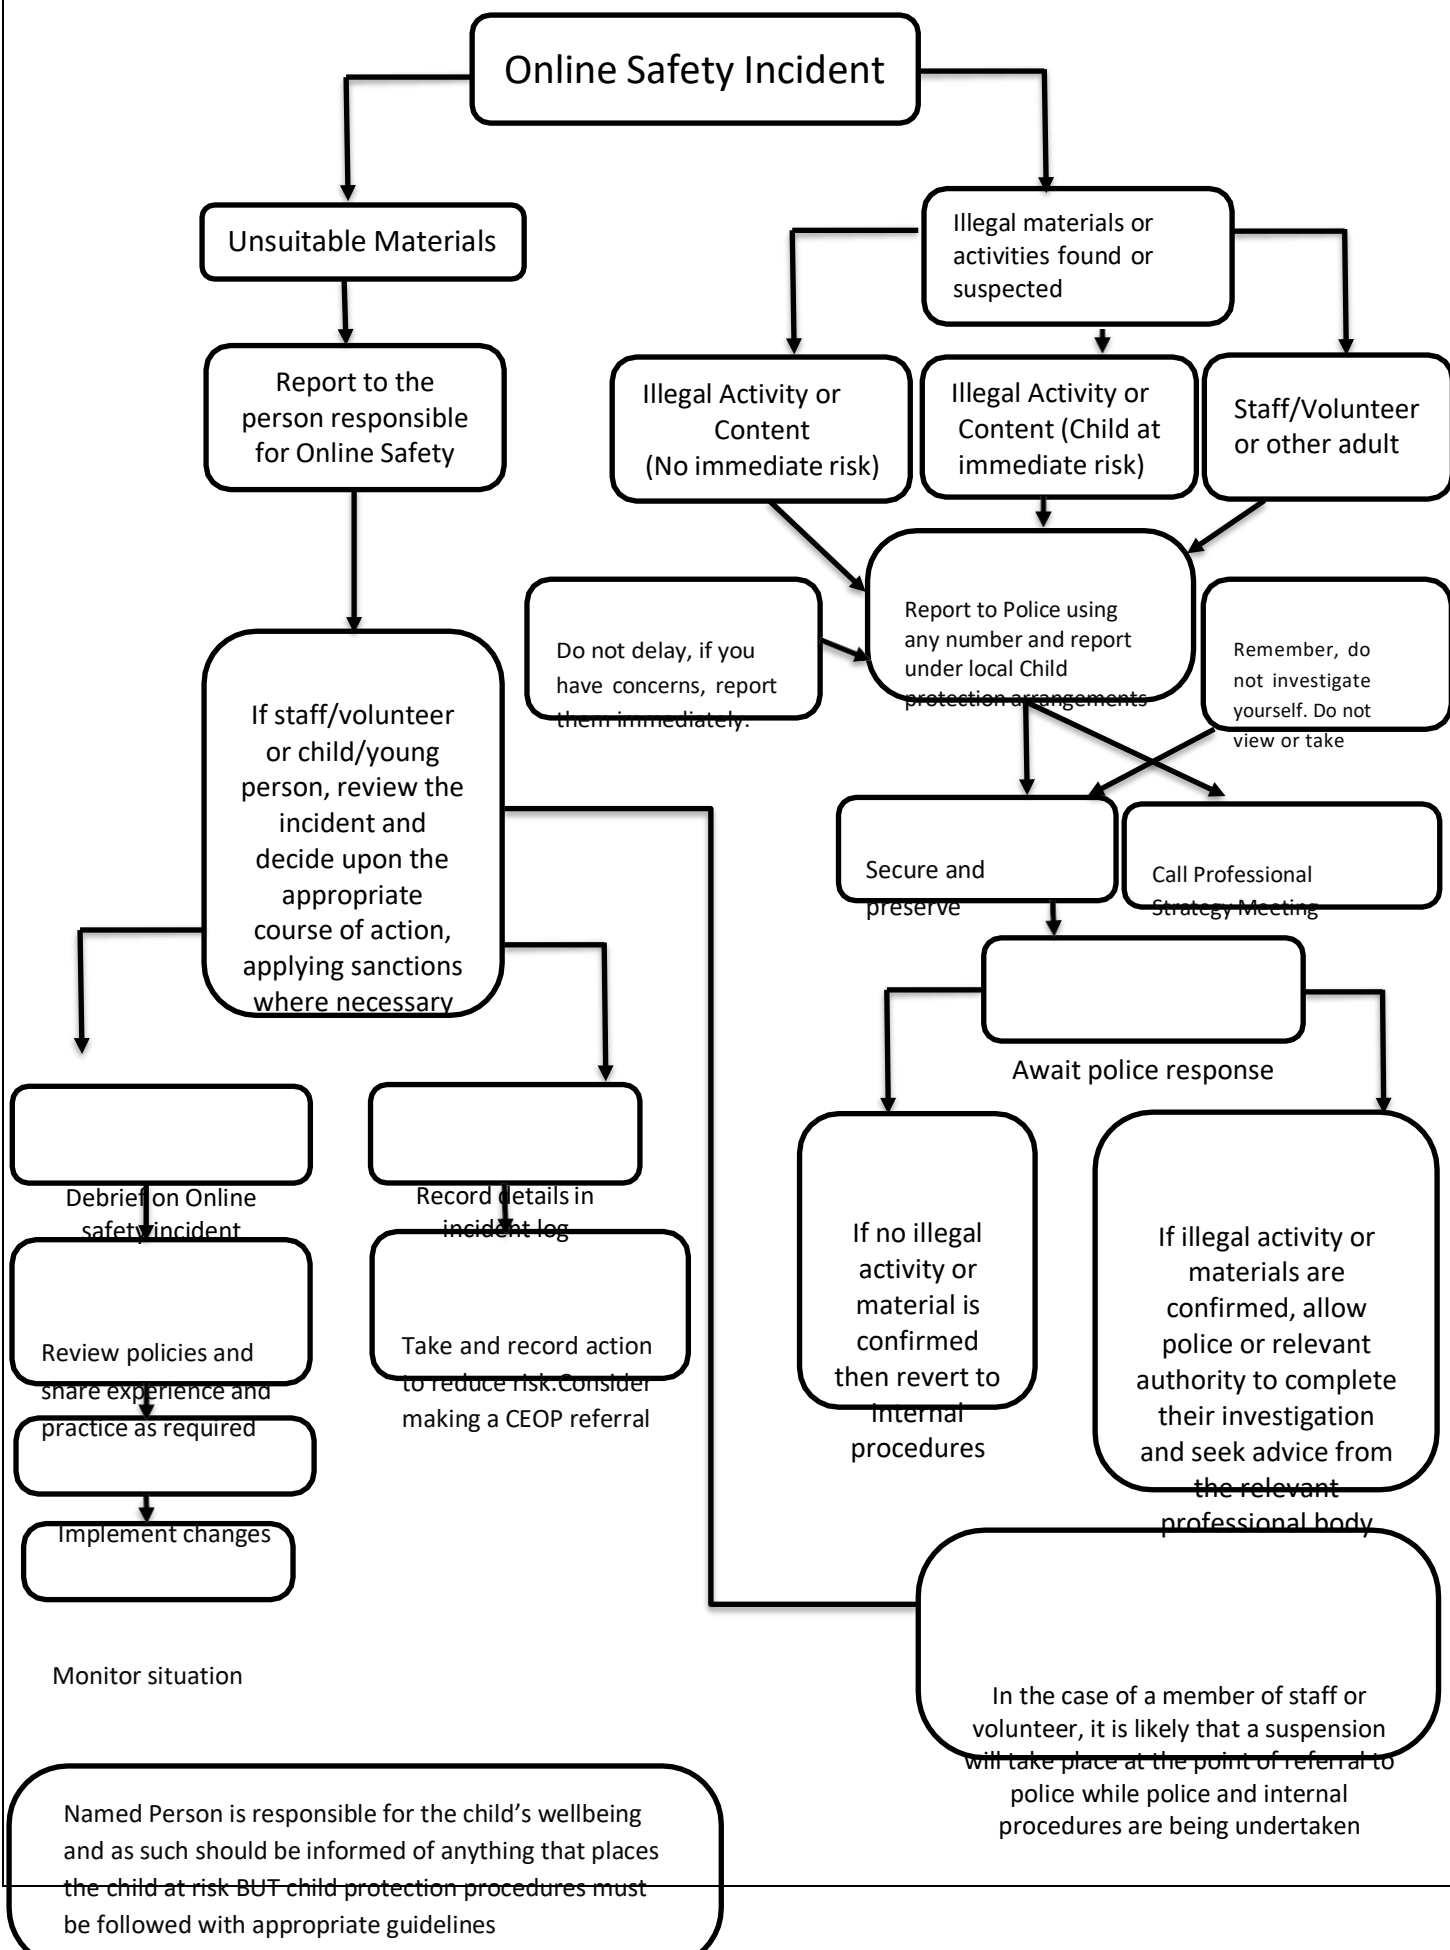 Online Safety Incident
Unsuitable Materials
Illegal materials or
activities found or
suspected
Report to the
person responsible
for Online Safety
Illegal Activity or
Content
(No immediate risk)
Illegal Activity or
Content (Child at
immediate risk)
Staff/Volunteer
or other adult
Do not delay, if you
have concerns, report
them immediately.
Report to Police using
any number and report
under local Child
protection arrangements
Remember, do
not investigate
yourself. Do not
view or take
If staff/volunteer
or child/young
person, review the
incident and
decide upon the
appropriate
course of action,
applying sanctions
where necessary
Secure and
preserve
Call Professional
Strategy Meeting
Await police response
Debrief on Online
safety incident
Record details in
incident log
Review policies and
share experience and
practice as required
Take and record action
to reduce risk.Consider
making a CEOP referral
If no illegal
activity or
material is
confirmed
then revert to
internal
procedures
If illegal activity or
materials are
confirmed, allow
police or relevant
authority to complete
their investigation
and seek advice from
the relevant
professional body
Implement changes
Monitor situation
In the case of a member of staff or
volunteer, it is likely that a suspension
will take place at the point of referral to
police while police and internal
procedures are being undertaken
Named Person is responsible for the child’s wellbeing
and as such should be informed of anything that places
the child at risk BUT child protection procedures must
be followed with appropriate guidelines